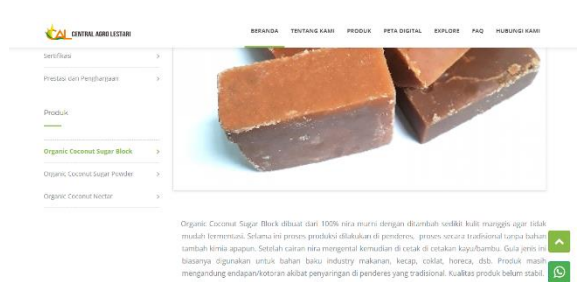 CAL CENTRAL AGRO LESTARI
BERANDA TENTANG KAMI PRODUK PETA DIGITAL EXPLORE FAQ HUBUNGI KAMI
Sertifikasi
Prestasi dan Penghargaan
Produk
Organic Coconut Sugar Block
Organic Coconut Sugar Powder
Organic Coconut Nectar
Organic Coconut Sugar Block dibuat dari 100% nira murni dengan ditambah sedikit kulit manggis agar tidak
mudah fermentasi. Selama ini proses produksi dilakukan di penderes, proses secara tradisional tanpa bahan
tambah kimia apapun. Setelah cairan nira mengental kemudian di cetak di cetakan kayu/bambu. Gula jenis ini
biasanya digunakan untuk bahan baku industry makanan, kecap, coklat, horeca, dsb. Produk masih
mengandung endapan/kotoran akibat penyaringan di penderes yang tradisional. Kualitas produk belum stabil.